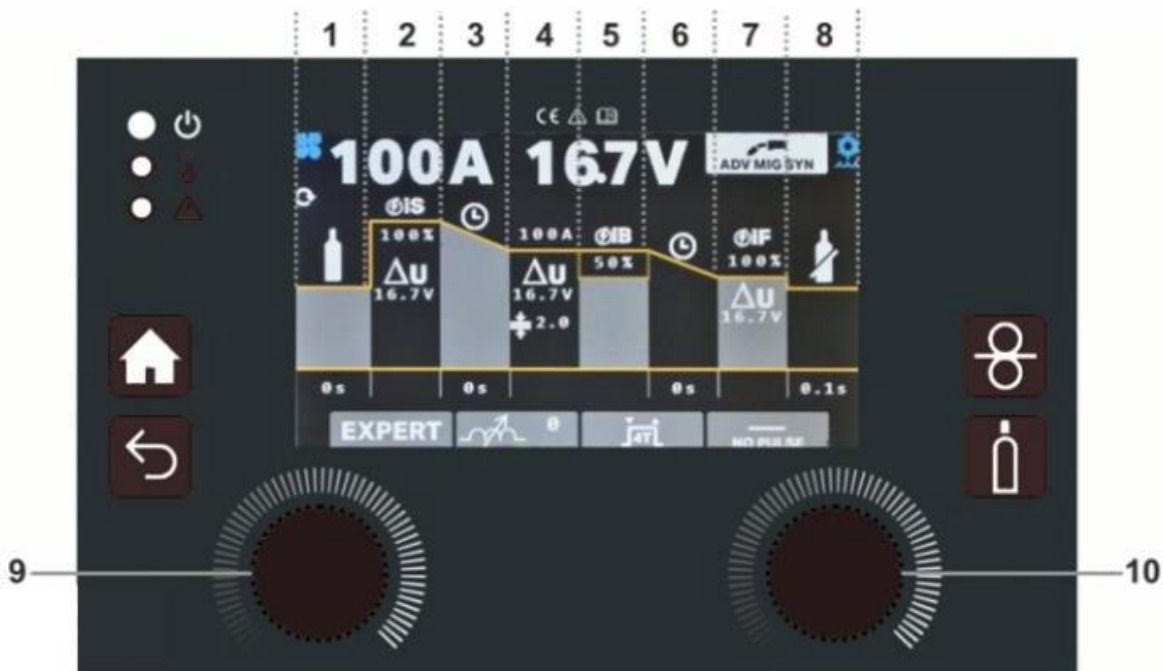 1 2 3 4 5 6 7 8
CE
100A 16.7V ADV MIG SYN
iS 100A iB iF
100% 50% 100%
ΔU ΔU ΔU
16.7V 16.7V 16.7V
2.0
0s 0s 0s 0.1s
EXPERT 0 4T NO PULSE
9 10